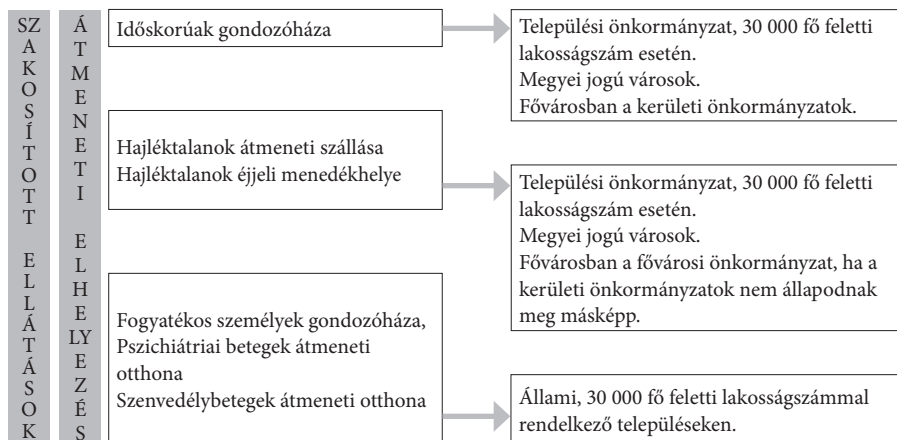 SZAKOSÍTOTT ELLÁTÁSOK
ÁTMENETI ELHELYEZÉS
Időskorúak gondozóháza
Települési önkormányzat, 30 000 fő feletti
lakosságszám esetén.
Megyei jogú városok.
Fővárosban a kerületi önkormányzatok.
Hajléktalanok átmeneti szállása
Hajléktalanok éjjeli menedékhelye
Települési önkormányzat, 30 000 fő feletti
lakosságszám esetén.
Megyei jogú városok.
Fővárosban a fővárosi önkormányzat, ha a
kerületi önkormányzatok nem állapodnak
meg másképp.
Fogyatékos személyek gondozóháza,
Pszichiátriai betegek átmeneti
otthona
Szenvedélybetegek átmeneti otthona
Állami, 30 000 fő feletti lakosságszámmal
rendelkező településeken.